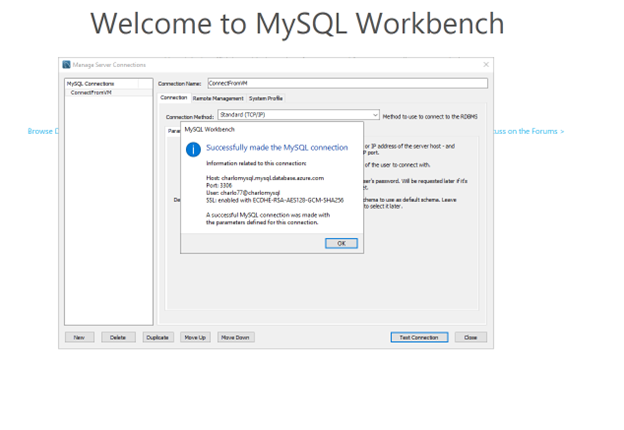 Welcome to MySQL Workbench
Manage Server Connections
MySQL Connections
ConnectFromVM
Connection Name: ConnectFromVM
Connection Remote Management System Profile
Connection Method: Standard (TCP/IP) Method to use to connect to the RDBMS
Browse
MySQL Workbench
Successfully made the MySQL connection
Information related to this connection:
Host: charlomysql.mysql.database.azure.com
Port: 3306
User: charlo77@charlomysql
SSL: enabled with ECDHE-RSA-AES128-GCM-SHA256
A successful MySQL connection was made with
the parameters defined for this connection.
OK
or IP address of the server host - and
port.
of the user to connect with.
password. Will be requested later if it's
to use as default schema. Leave
to select it later.
on the Forums >
New Delete Duplicate Move Up Move Down Test Connection Close